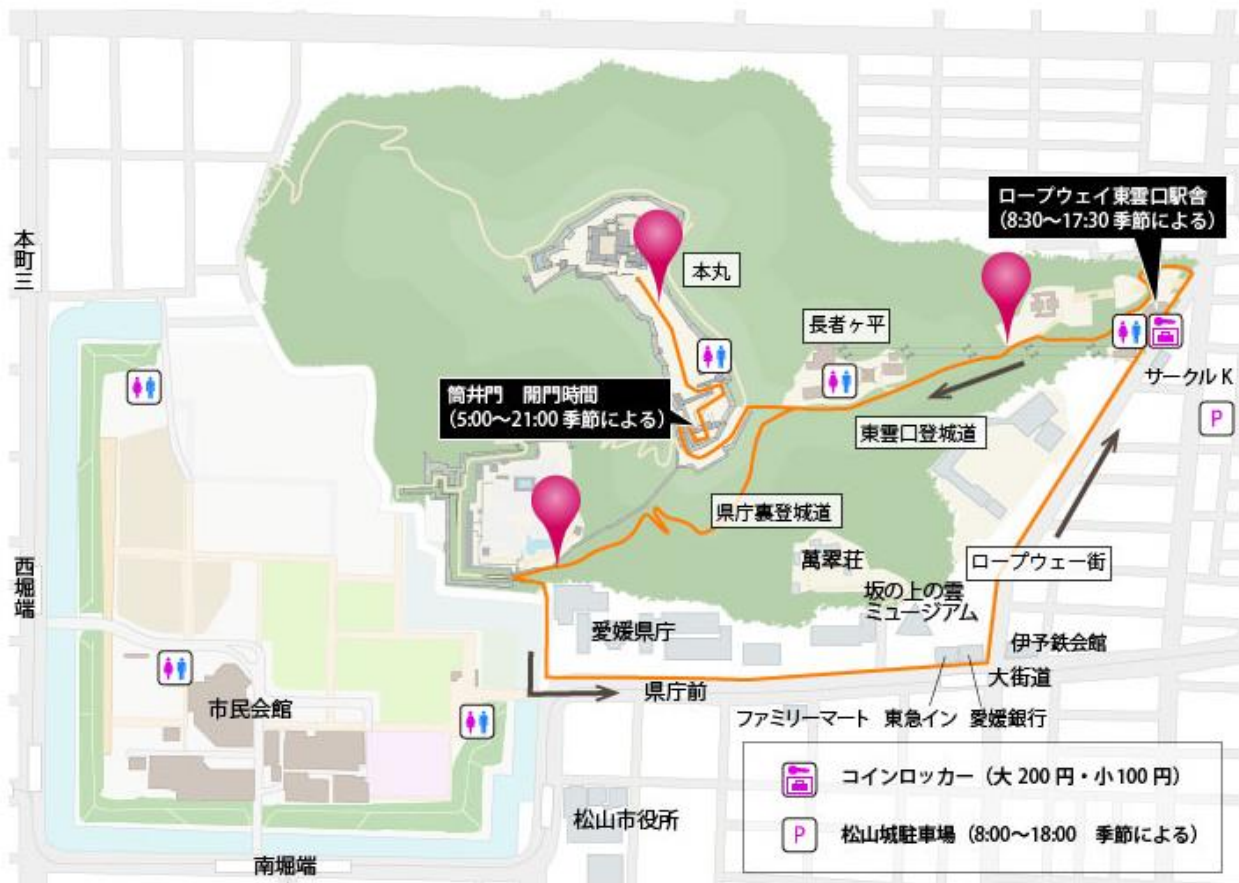 ロープウェイ東雲口駅舎
(8:30〜17:30 季節による)
本町三
本丸
長者ヶ平
サークル K
筒井門 開門時間
(5:00〜21:00 季節による)
P
東雲口登城道
県庁裏登城道
萬翠荘
ロープウェー街
西堀端
坂の上の雲
ミュージアム
愛媛県庁
伊予鉄会館
大街道
県庁前
市民会館
ファミリーマート 東急イン 愛媛銀行
コインロッカー(大 200 円・小 100 円)
P 松山城駐車場(8:00〜18:00 季節による)
松山市役所
南堀端